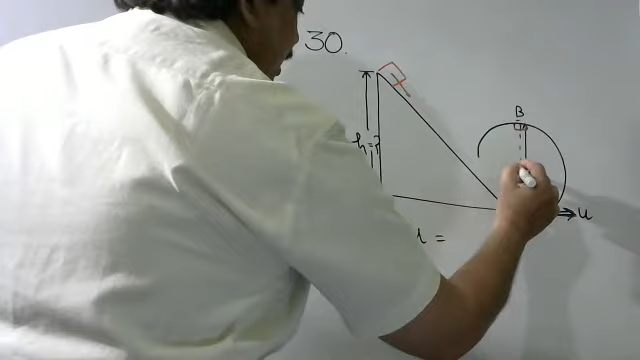 30.
B
h=?
u
=